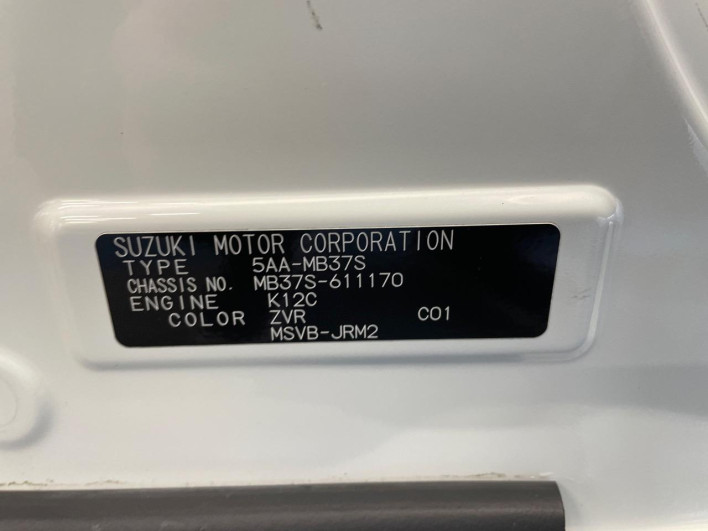 SUZUKI MOTOR CORPORATION
TYPE 5AA-MB37S
CHASSIS NO. MB37S-611170
ENGINE K12C
COLOR ZVR C01
MSVB-JRM2